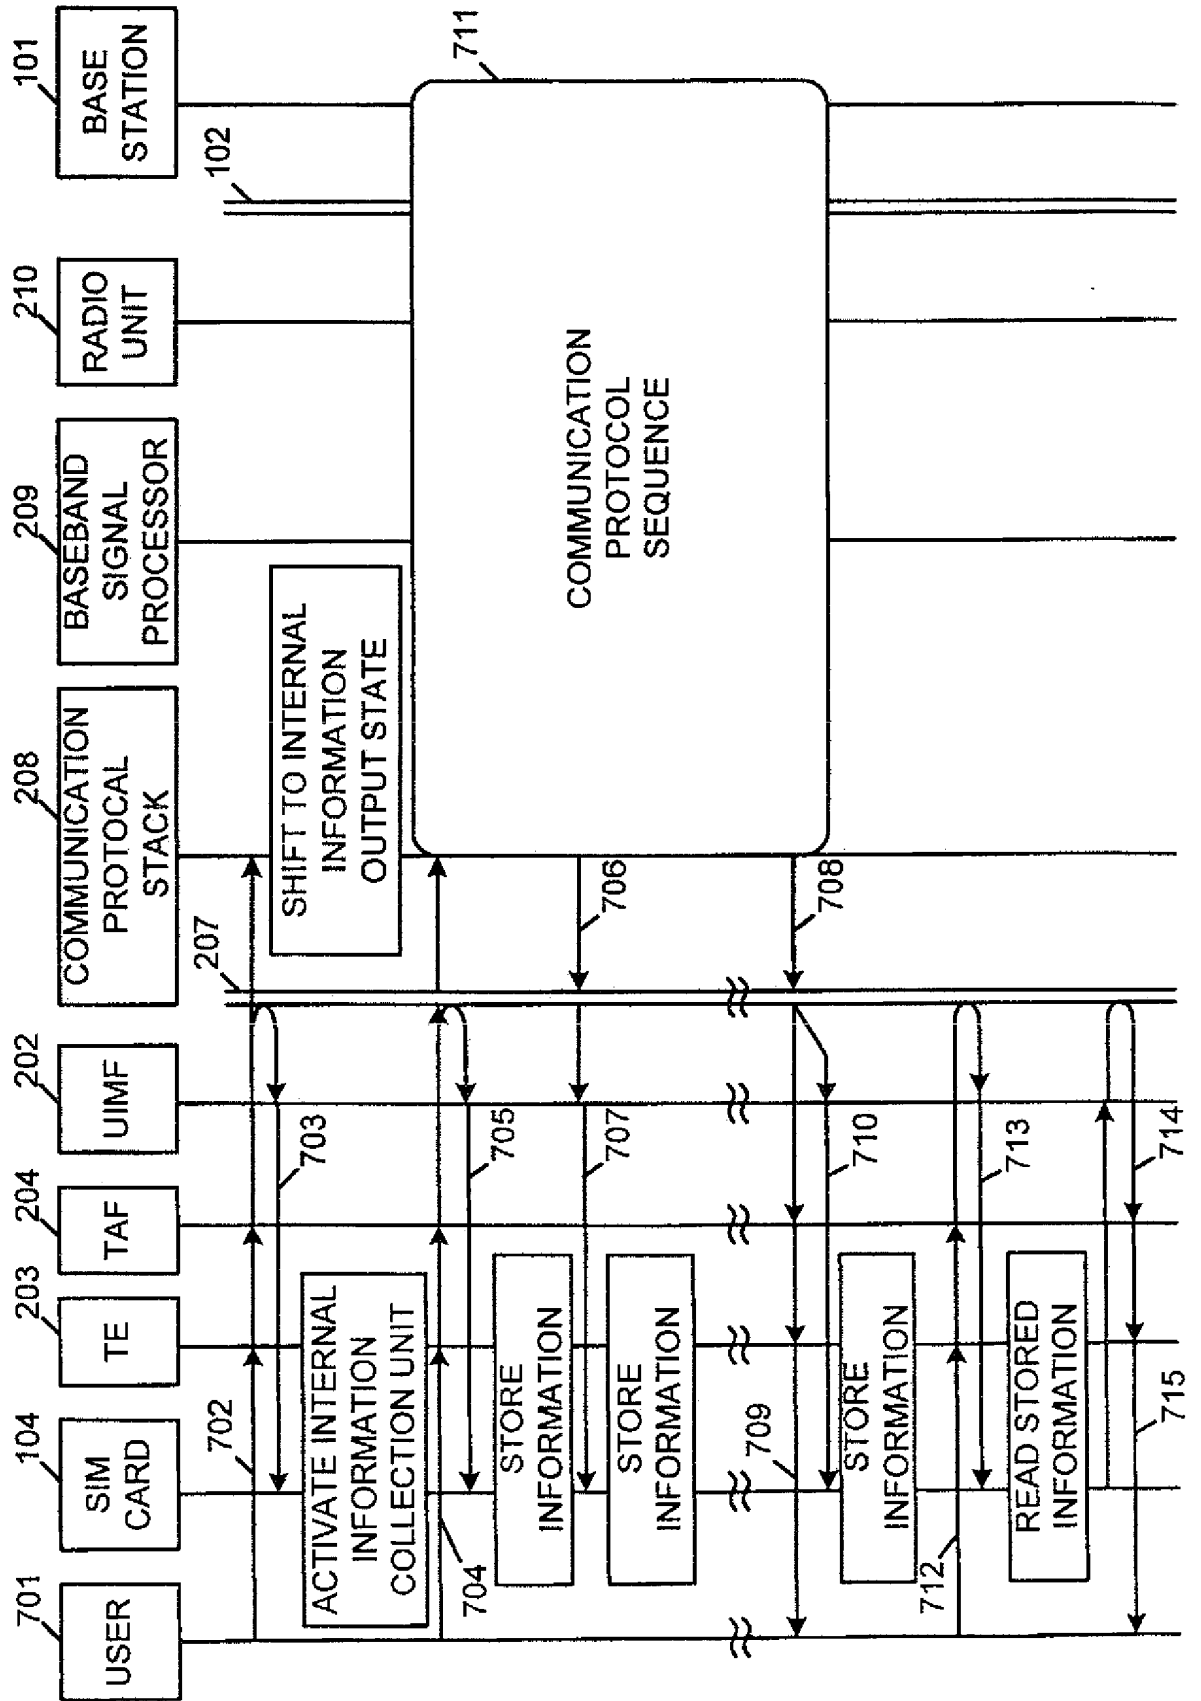 701
USER
104
SIM
CARD
203
TE
204
TAF
202
UIMF
208
COMMUNICATION
PROTOCAL
STACK
209
BASEBAND
SIGNAL
PROCESSOR
210
RADIO
UNIT
101
BASE
STATION
702
703
207
102
SHIFT TO INTERNAL
INFORMATION
OUTPUT STATE
ACTIVATE INTERNAL
INFORMATION
COLLECTION UNIT
704
705
711
COMMUNICATION
PROTOCOL
SEQUENCE
STORE
INFORMATION
706
707
STORE
INFORMATION
708
709
710
STORE
INFORMATION
712
713
READ STORED
INFORMATION
714
715